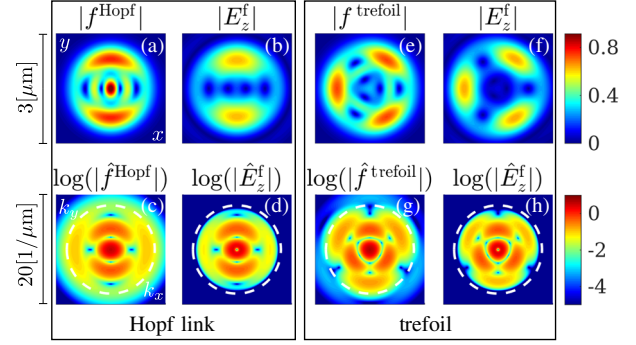 |f^Hopf| |E_z^f| |f^trefoil| |E_z^f|
3[μm]
y (a) x
(b)
(e)
(f)
0.8
0.4
0
log(|f̂^Hopf|) log(|Ê_z^f|) log(|f̂^trefoil|) log(|Ê_z^f|)
20[1/μm]
k_y (c) k_x
(d)
(g)
(h)
0
-2
-4
Hopf link trefoil